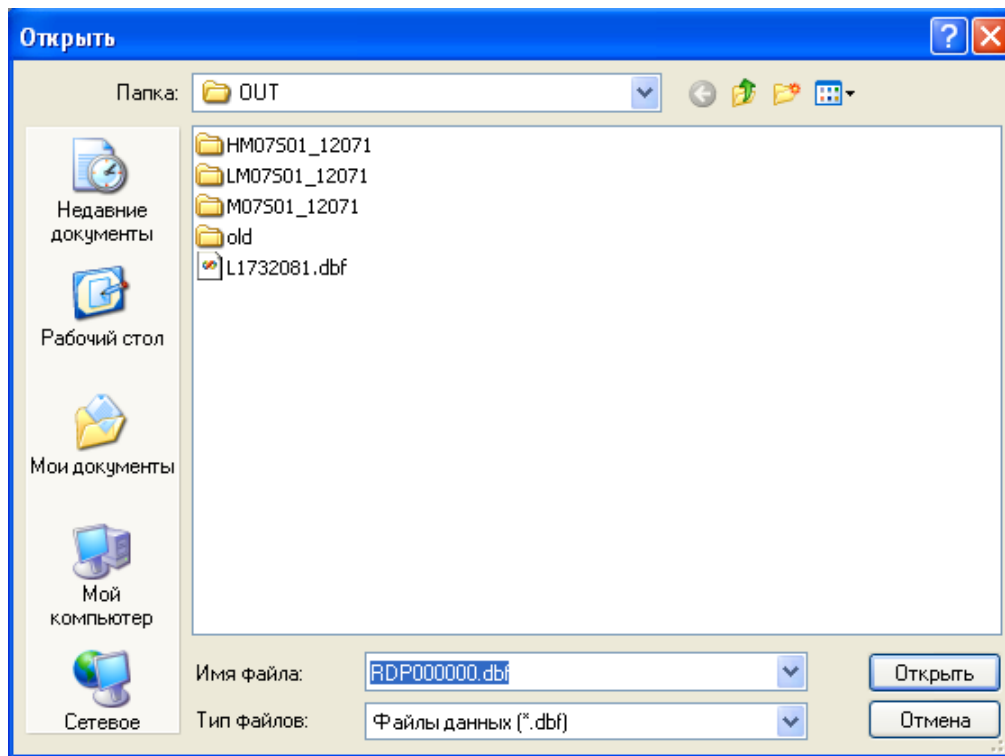 Открыть
Папка: OUT
HM07S01_12071
LM07S01_12071
M07S01_12071
old
L1732081.dbf
Недавние
документы
Рабочий стол
Мои документы
Мой
компьютер
Сетевое
Имя файла: RDP000000.dbf Открыть
Тип файлов: Файлы данных (*.dbf) Отмена